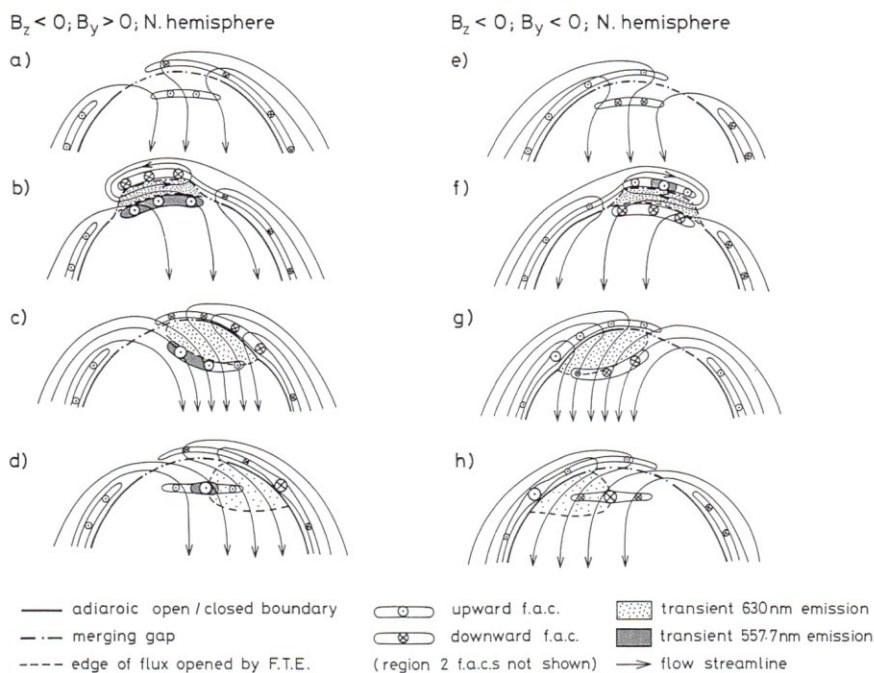 B_z < 0; B_y > 0; N. hemisphere
a)
b)
c)
d)
B_z < 0; B_y < 0; N. hemisphere
e)
f)
g)
h)
adiaroic open/closed boundary
merging gap
edge of flux opened by F.T.E.
upward f.a.c.
downward f.a.c.
(region 2 f.a.c.s not shown)
transient 630nm emission
transient 557.7nm emission
flow streamline